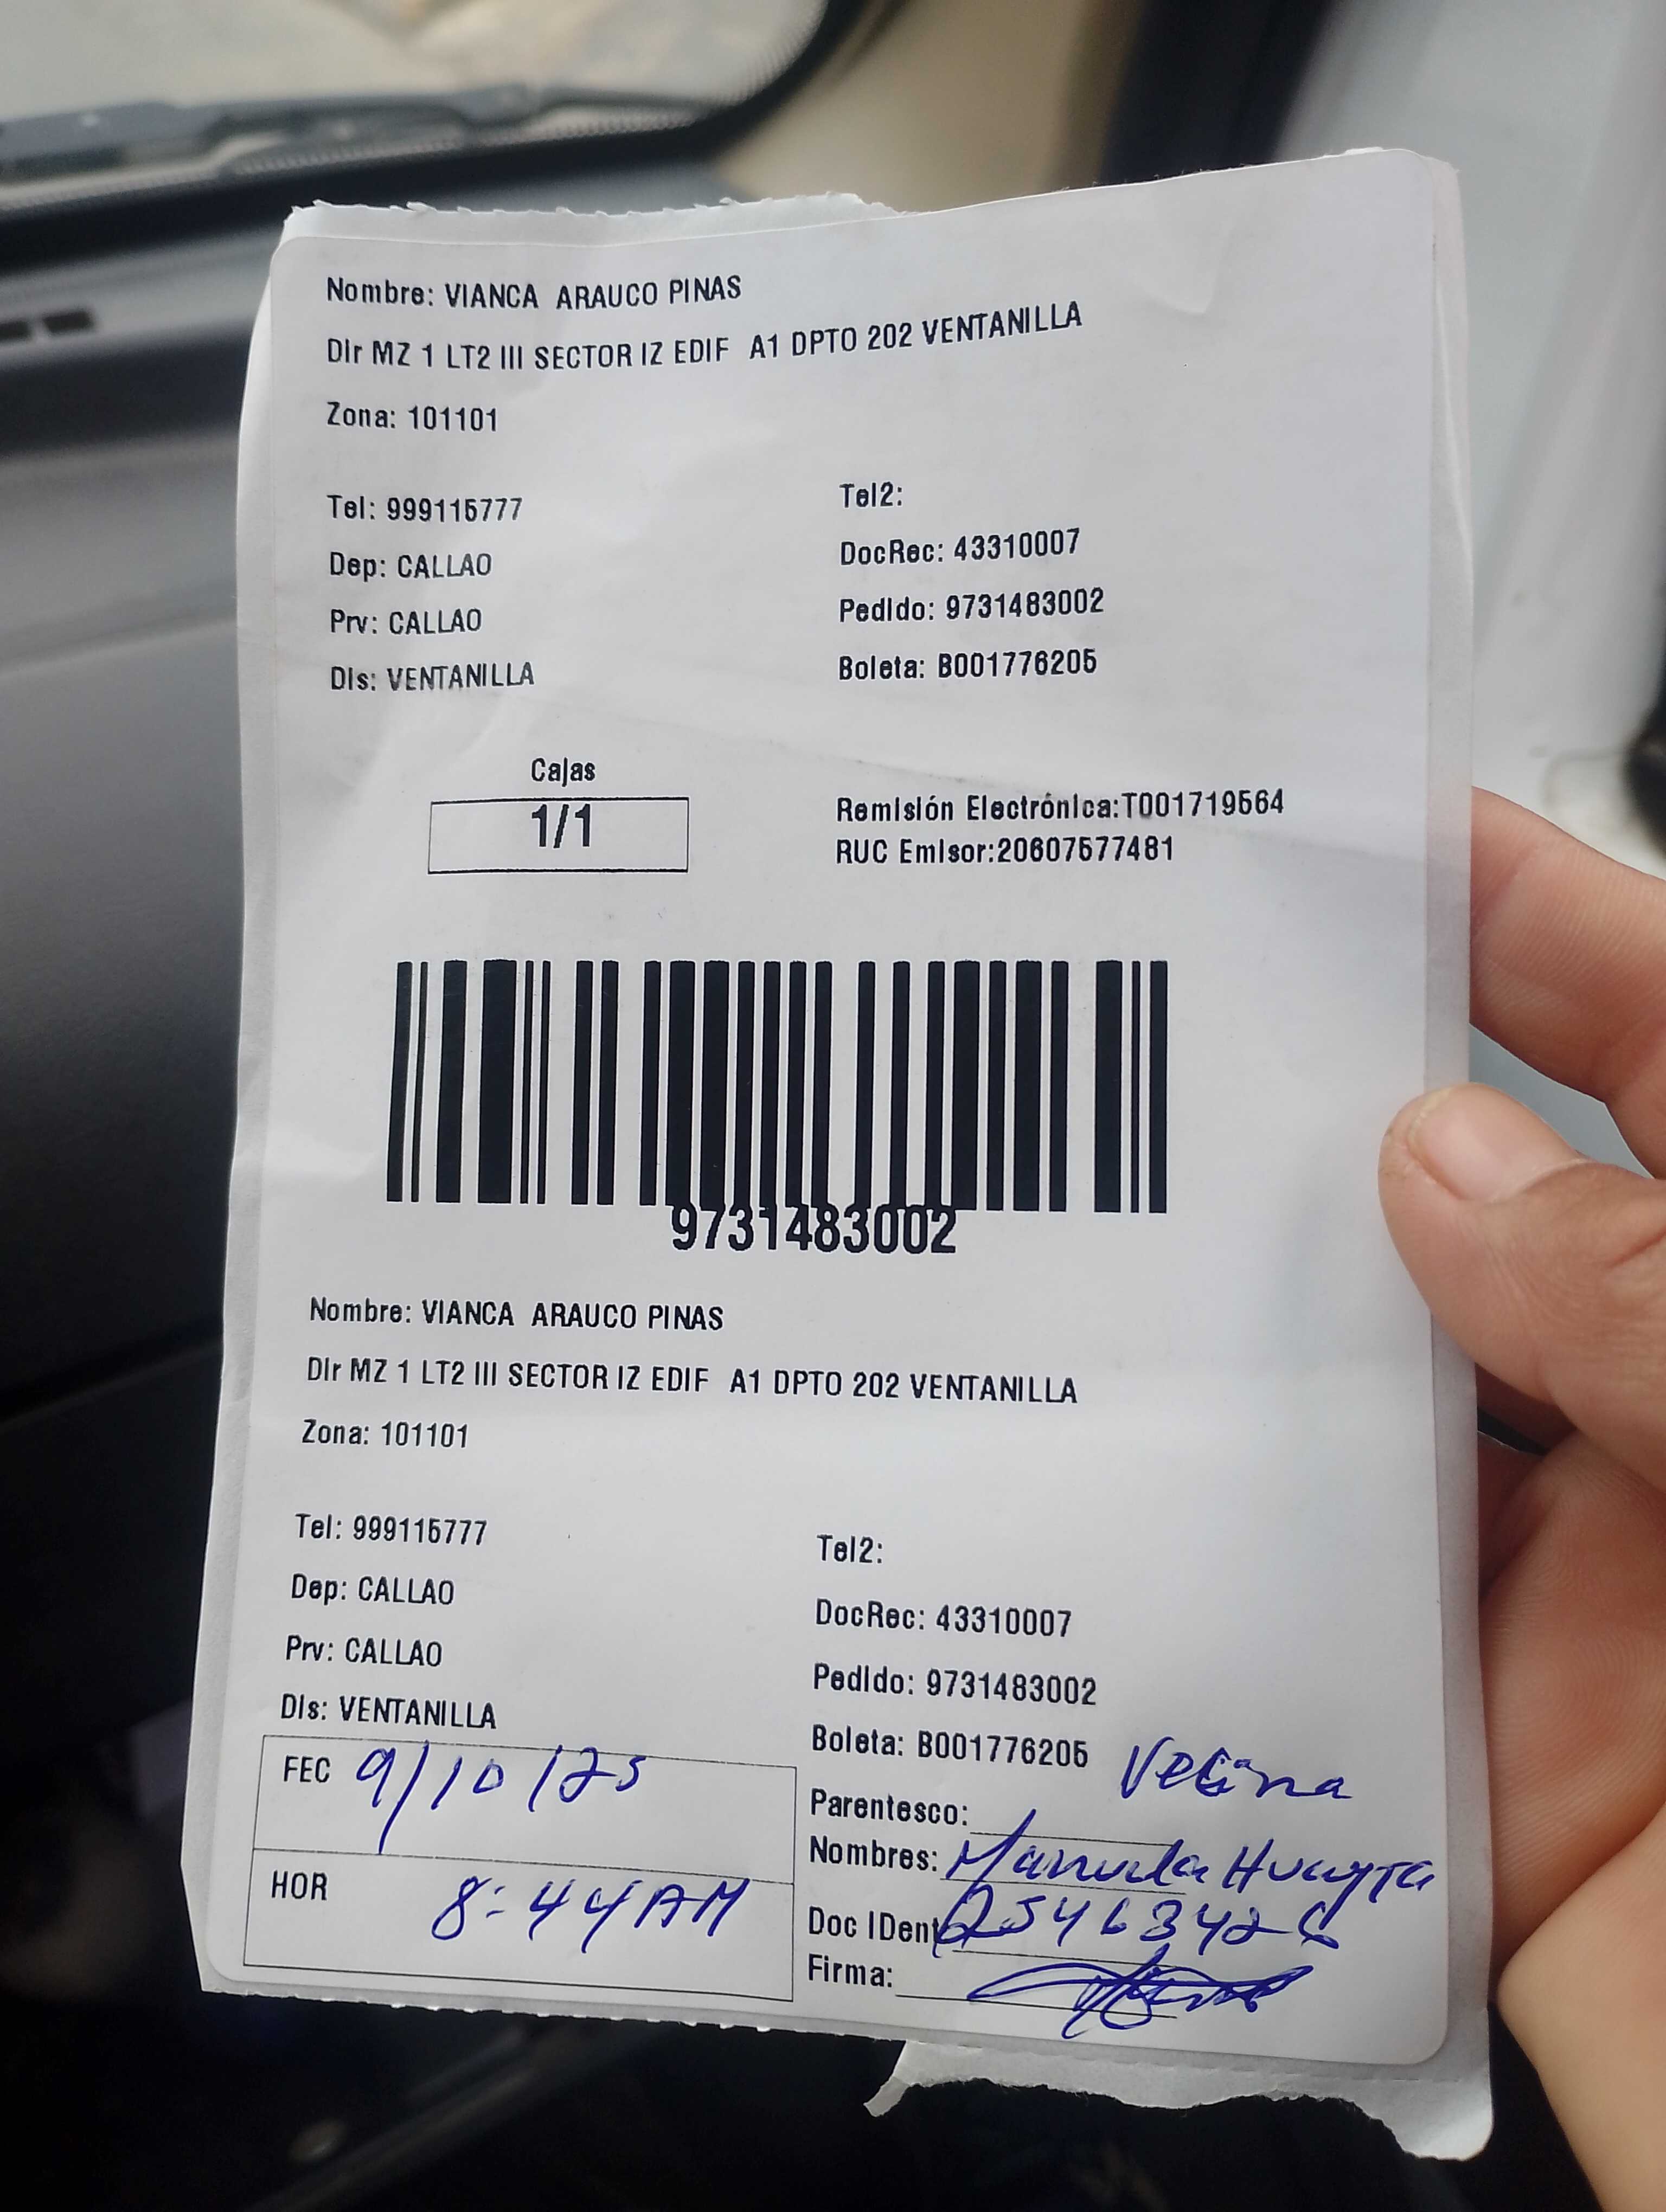 Nombre: VIANCA ARAUCO PINAS
Dir MZ 1 LT2 III SECTOR IZ EDIF A1 DPTO 202 VENTANILLA
Zona: 101101
Tel: 999115777
Tel2:
Dep: CALLAO
DocRec: 43310007
Prv: CALLAO
Pedido: 9731483002
Dis: VENTANILLA
Boleta: B001776205
Cajas
1/1
Remisión Electrónica:T001719564
RUC Emisor:20607577481
9731483002
Nombre: VIANCA ARAUCO PINAS
Dir MZ 1 LT2 III SECTOR IZ EDIF A1 DPTO 202 VENTANILLA
Zona: 101101
Tel: 999115777
Tel2:
Dep: CALLAO
DocRec: 43310007
Prv: CALLAO
Pedido: 9731483002
Dis: VENTANILLA
Boleta: B001776205
FEC 9/10/25
Parentesco: Vecina
Nombres: Manuela Huayta
HOR 8:44 AM
Doc IDent 25463426
Firma: